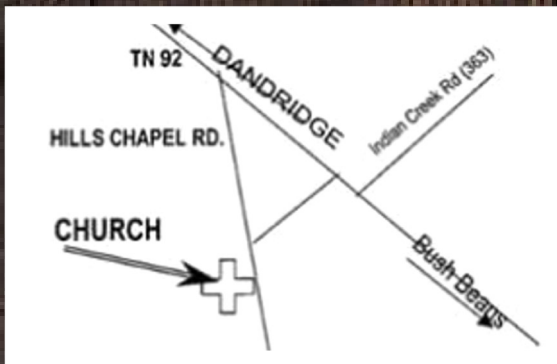 TN 92
DANDRIDGE
Indian Creek Rd (363)
HILLS CHAPEL RD.
CHURCH
Bush Beans